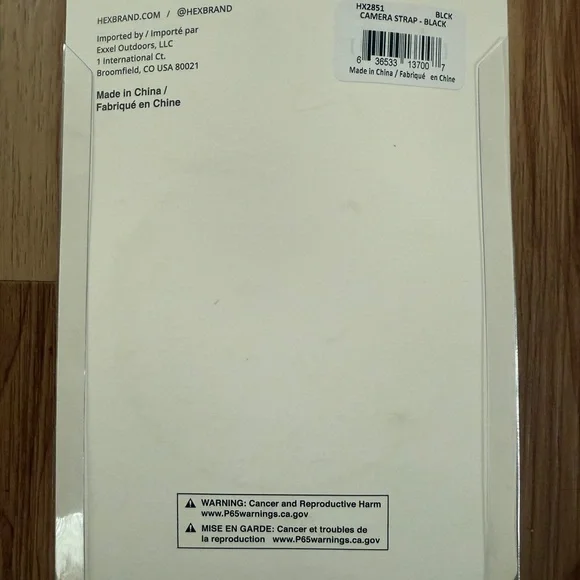 HEXBRAND.COM / @HEXBRAND
Imported by / Importé par
Exxel Outdoors, LLC
1 International Ct.
Broomfield, CO USA 80021
Made in China /
Fabriqué en Chine
HX2851 BLCK
CAMERA STRAP - BLACK
6 36533 13700 7
Made in China / Fabriqué en Chine
⚠ WARNING: Cancer and Reproductive Harm
www.P65warnings.ca.gov
⚠ MISE EN GARDE: Cancer et troubles de
la reproduction www.P65warnings.ca.gov